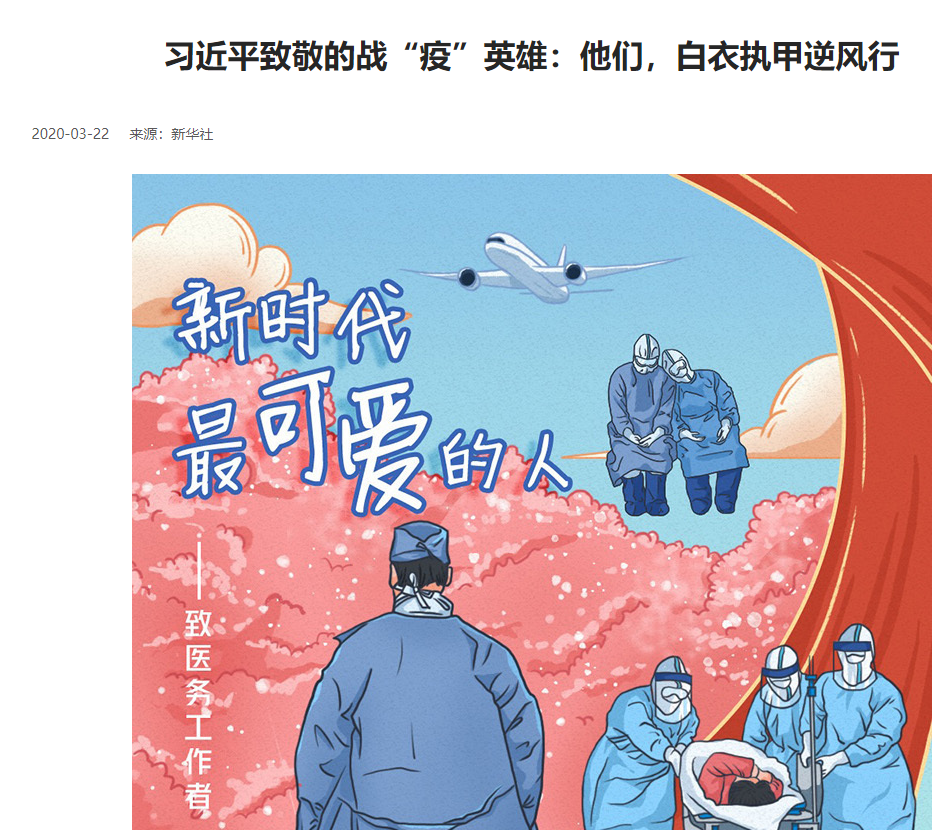 习近平致敬的战“疫”英雄：他们，白衣执甲逆风行
2020-03-22 来源：新华社
新时代
最可爱的人
——致医务工作者